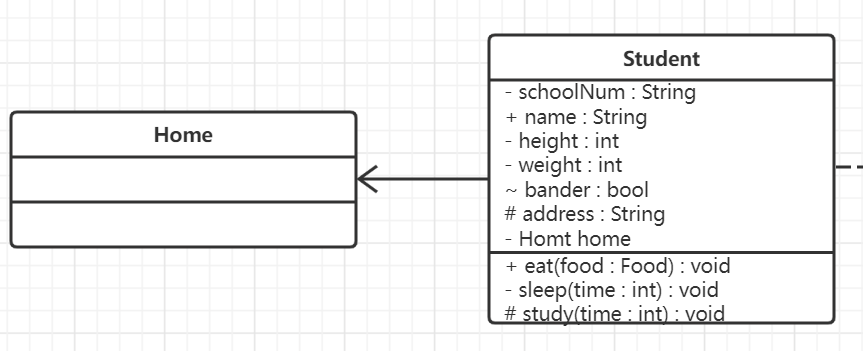 Home
Student
- schoolNum : String
+ name : String
- height : int
- weight : int
~ bander : bool
# address : String
- Homt home
+ eat(food : Food) : void
- sleep(time : int) : void
# study(time : int) : void